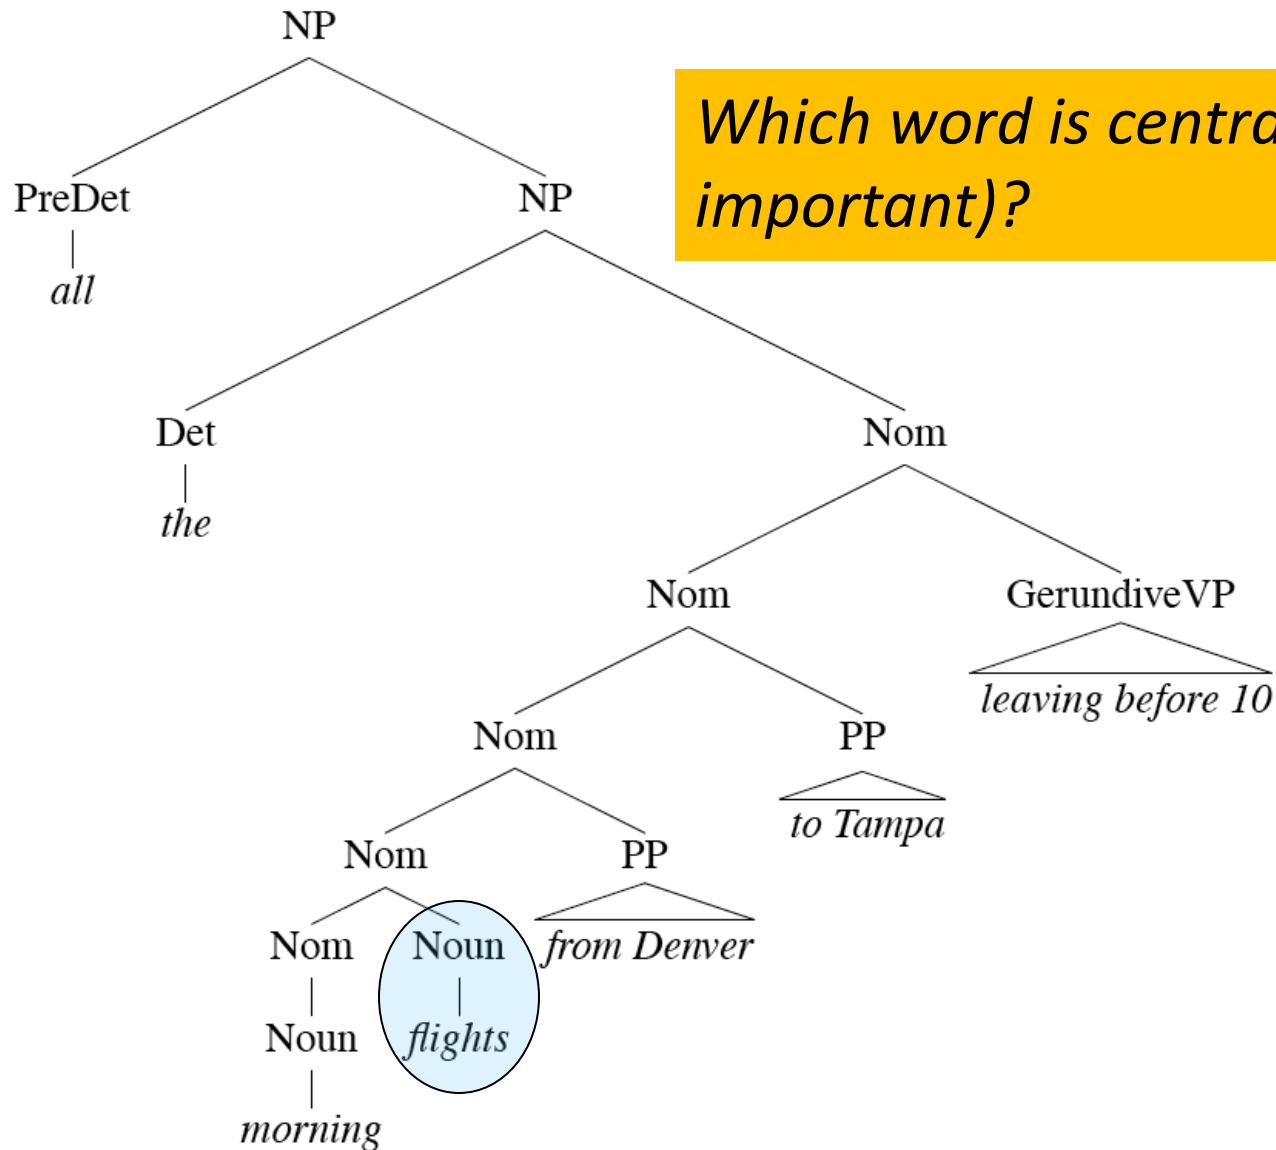 NP
Which word is centra
important)?
PreDet NP
all
Det Nom
the
Nom GerundiveVP
leaving before 10
Nom PP
to Tampa
Nom PP
Nom Noun from Denver
Noun flights
morning